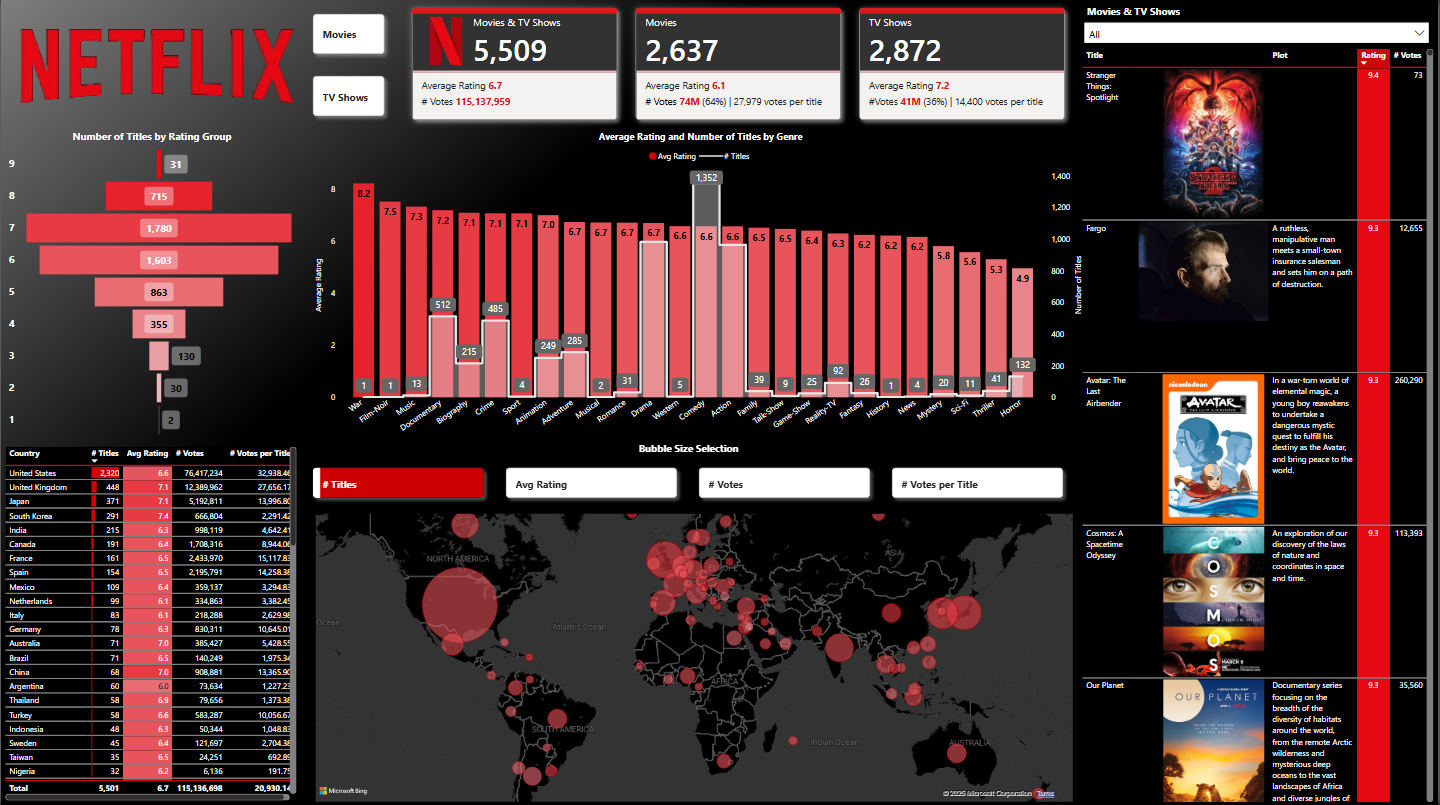 NETFLIX
Movies
TV Shows
Movies & TV Shows
5,509
Average Rating 6.7
# Votes 115,137,959
Movies
2,637
Average Rating 6.1
# Votes 74M (64%) | 27,979 votes per title
TV Shows
2,872
Average Rating 7.2
#Votes 41M (36%) | 14,400 votes per title
Number of Titles by Rating Group
9 31
8 715
7 1,780
6 1,603
5 863
4 355
3 130
2 30
1 2
Average Rating and Number of Titles by Genre
Avg Rating # Titles
Average Rating
8
6
4
2
0
8.2 7.5 7.3 7.2 7.1 7.1 7.1 7.0 6.7 6.7 6.7 6.7 6.6 6.6 6.6 6.5 6.5 6.4 6.3 6.2 6.2 6.2 5.8 5.6 5.3 4.9
1 1 13 512 215 485 4 249 285 2 31 5 1,352 39 9 25 92 26 1 4 20 11 41 132
War Film-Noir Music Documentary Biography Crime Sport Animation Adventure Musical Romance Drama Western Comedy Action Family Talk-Show Game-Show Reality-TV Fantasy History News Mystery Sci-Fi Thriller Horror
1,400
1,200
1,000
800
600
400
200
0
Number of Titles
Country # Titles Avg Rating # Votes # Votes per Title
United States 2,320 6.6 76,417,234 32,938.46
United Kingdom 448 7.1 12,389,962 27,656.17
Japan 371 7.1 5,192,811 13,996.80
South Korea 291 7.4 666,804 2,291.42
India 215 6.3 998,119 4,642.41
Canada 191 6.4 1,708,316 8,944.06
France 161 6.5 2,433,970 15,117.83
Spain 154 6.5 2,195,791 14,258.38
Mexico 109 6.4 359,137 3,294.83
Netherlands 99 6.1 334,863 3,382.45
Italy 83 6.1 218,288 2,629.98
Germany 78 6.3 830,311 10,645.01
Australia 71 7.0 385,427 5,428.55
Brazil 71 6.5 140,249 1,975.34
China 68 7.0 908,881 13,365.90
Argentina 60 6.0 73,634 1,227.23
Thailand 58 6.9 79,656 1,373.38
Turkey 58 6.6 583,287 10,056.67
Indonesia 48 6.3 50,344 1,048.83
Sweden 45 6.4 121,697 2,704.38
Taiwan 35 6.5 24,251 692.89
Nigeria 32 6.2 6,136 191.75
Total 5,501 6.7 115,136,698 20,930.14
Bubble Size Selection
# Titles
Avg Rating
# Votes
# Votes per Title
NORTH AMERICA
EUROPE
ASIA
Ocean
Atlantic Ocean
AFRICA
SOUTH AMERICA
Indian Ocean
AUSTRALIA
Microsoft Bing
© 2025 Microsoft Corporation Terms
Movies & TV Shows
All
Title Plot Rating # Votes
Stranger
Things:
Spotlight
STRANGER
THINGS
9.4 73
Fargo
A ruthless,
manipulative man
meets a small-town
insurance salesman
and sets him on a path
of destruction.
9.3 12,655
Avatar: The
Last
Airbender
nickelodeon
AVATAR
In a war-torn world of
elemental magic, a
young boy reawakens
to undertake a
dangerous mystic
quest to fulfill his
destiny as the Avatar,
and bring peace to the
world.
9.3 260,290
Cosmos: A
Spacetime
Odyssey
COSMOS
MARCH 9
An exploration of our
discovery of the laws
of nature and
coordinates in space
and time.
9.3 113,393
Our Planet
OUR PLANET
Documentary series
focusing on the
breadth of the
diversity of habitats
around the world,
from the remote Arctic
wilderness and
mysterious deep
oceans to the vast
landscapes of Africa
and diverse jungles of
9.3 35,560